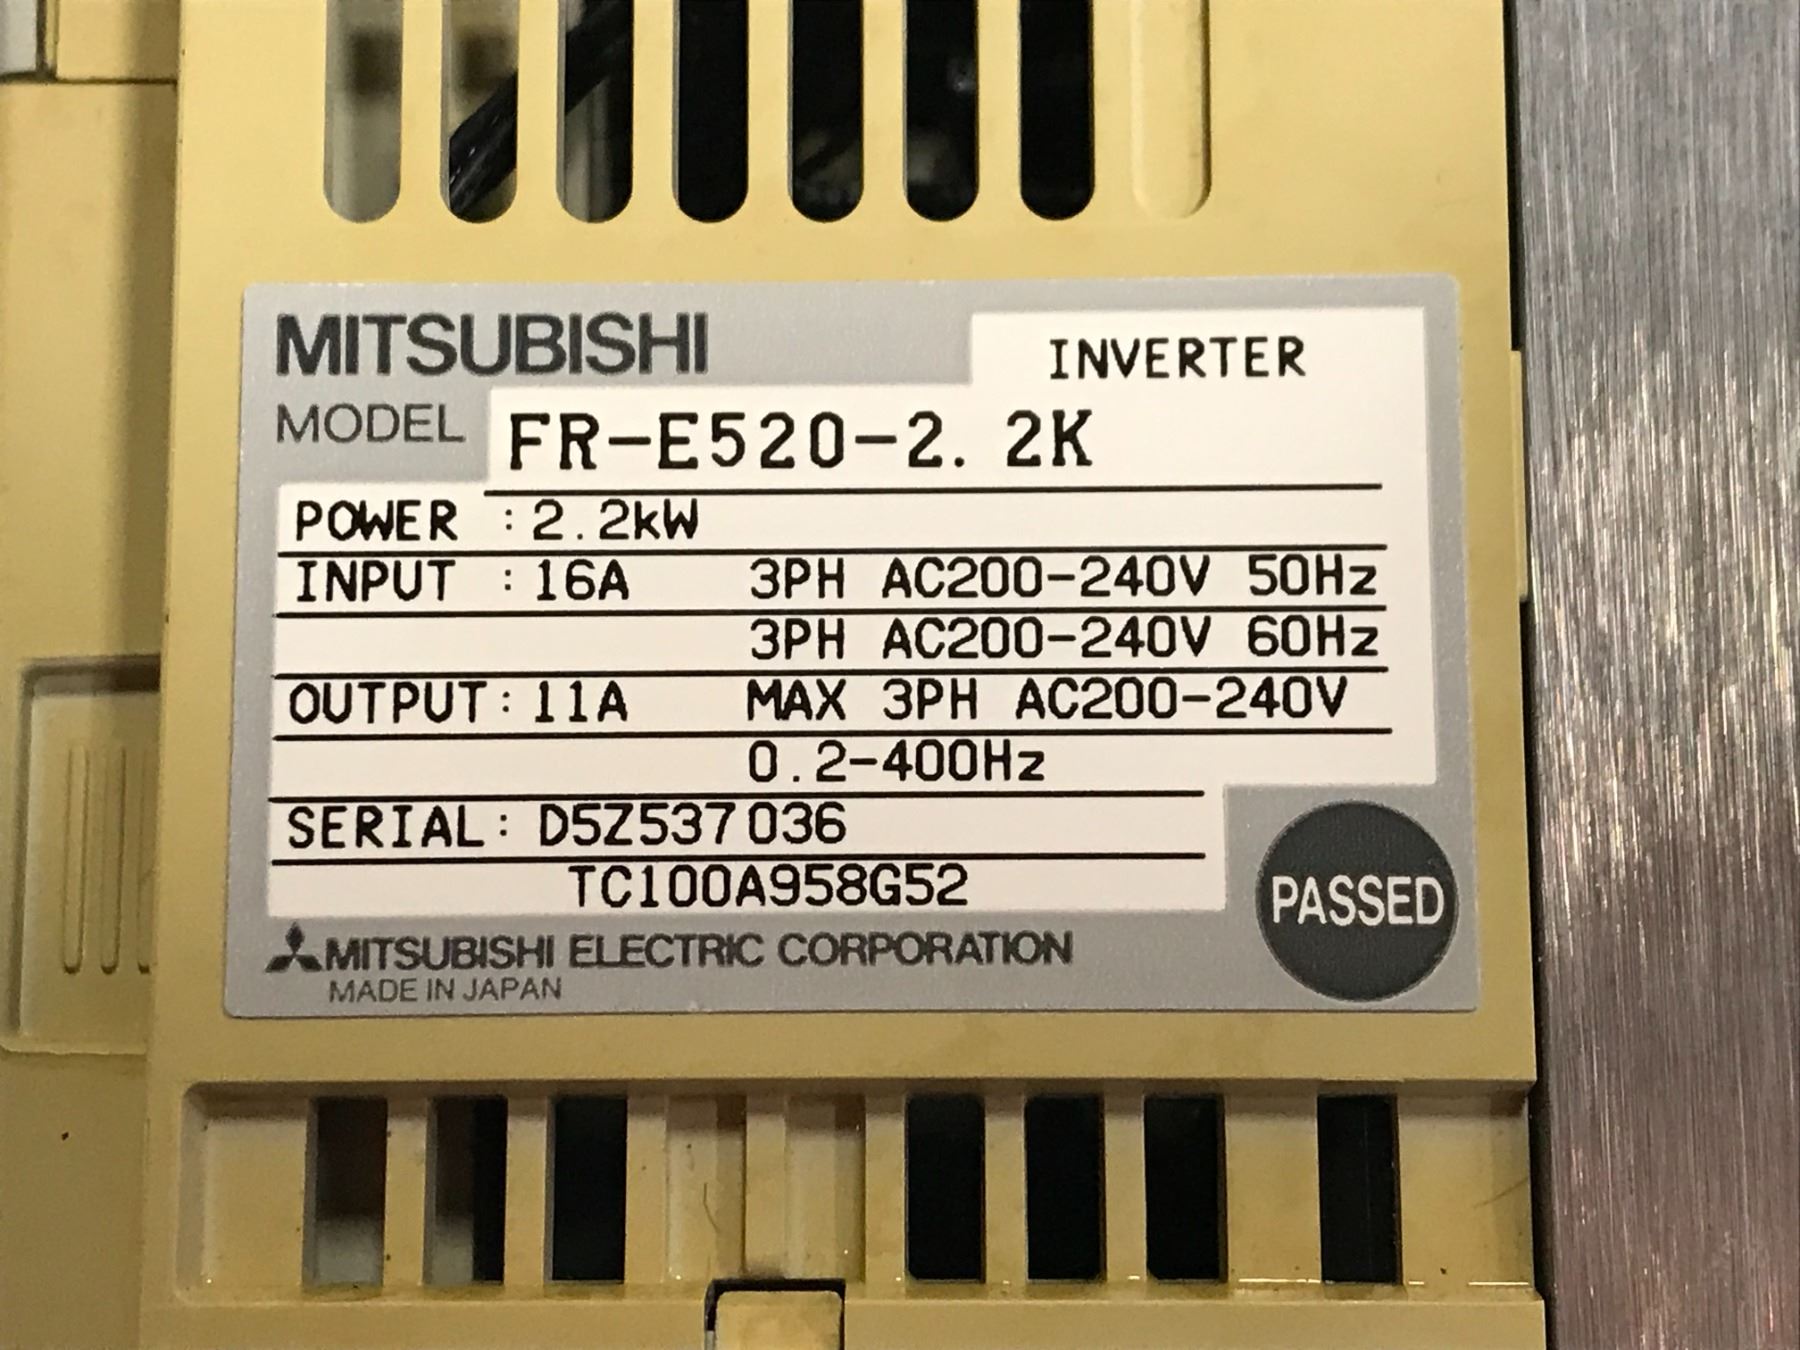 MITSUBISHI
INVERTER
MODEL FR-E520-2.2K
POWER :2.2kW
INPUT :16A 3PH AC200-240V 50Hz
3PH AC200-240V 60Hz
OUTPUT:11A MAX 3PH AC200-240V
0.2-400Hz
SERIAL: D5Z537036
TC100A958G52
PASSED
MITSUBISHI ELECTRIC CORPORATION
MADE IN JAPAN